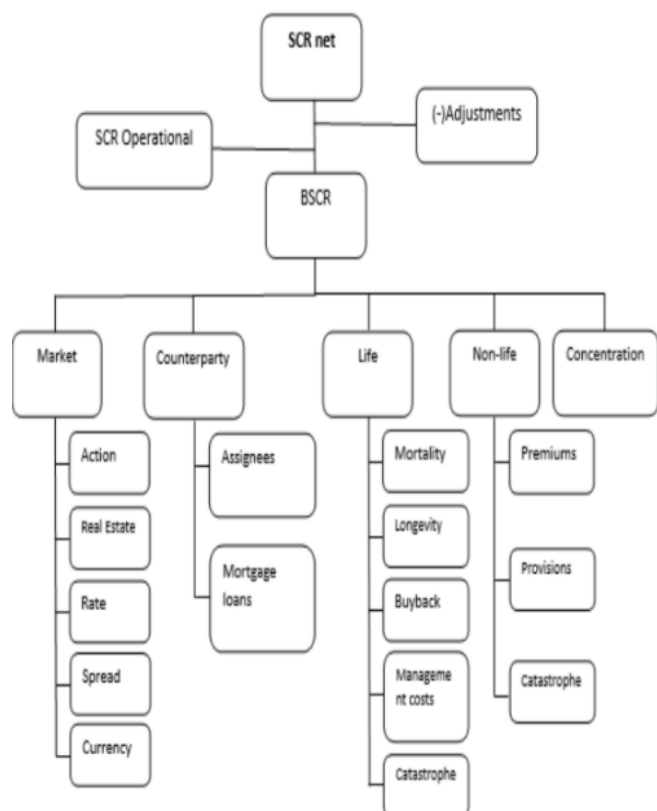 SCR net
(-)Adjustments
SCR Operational
BSCR
Market
Counterparty
Life
Non-life
Concentration
Action
Assignees
Mortality
Premiums
Real Estate
Longevity
Rate
Mortgage
loans
Buyback
Provisions
Spread
Manageme
nt costs
Catastrophe
Currency
Catastrophe